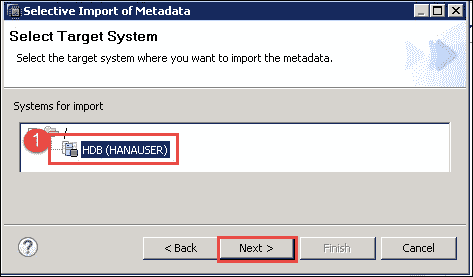 Selective Import of Metadata
Select Target System
Select the target system where you want to import the metadata.
Systems for import
/
1
HDB (HANAUSER)
?
< Back
Next >
Finish
Cancel